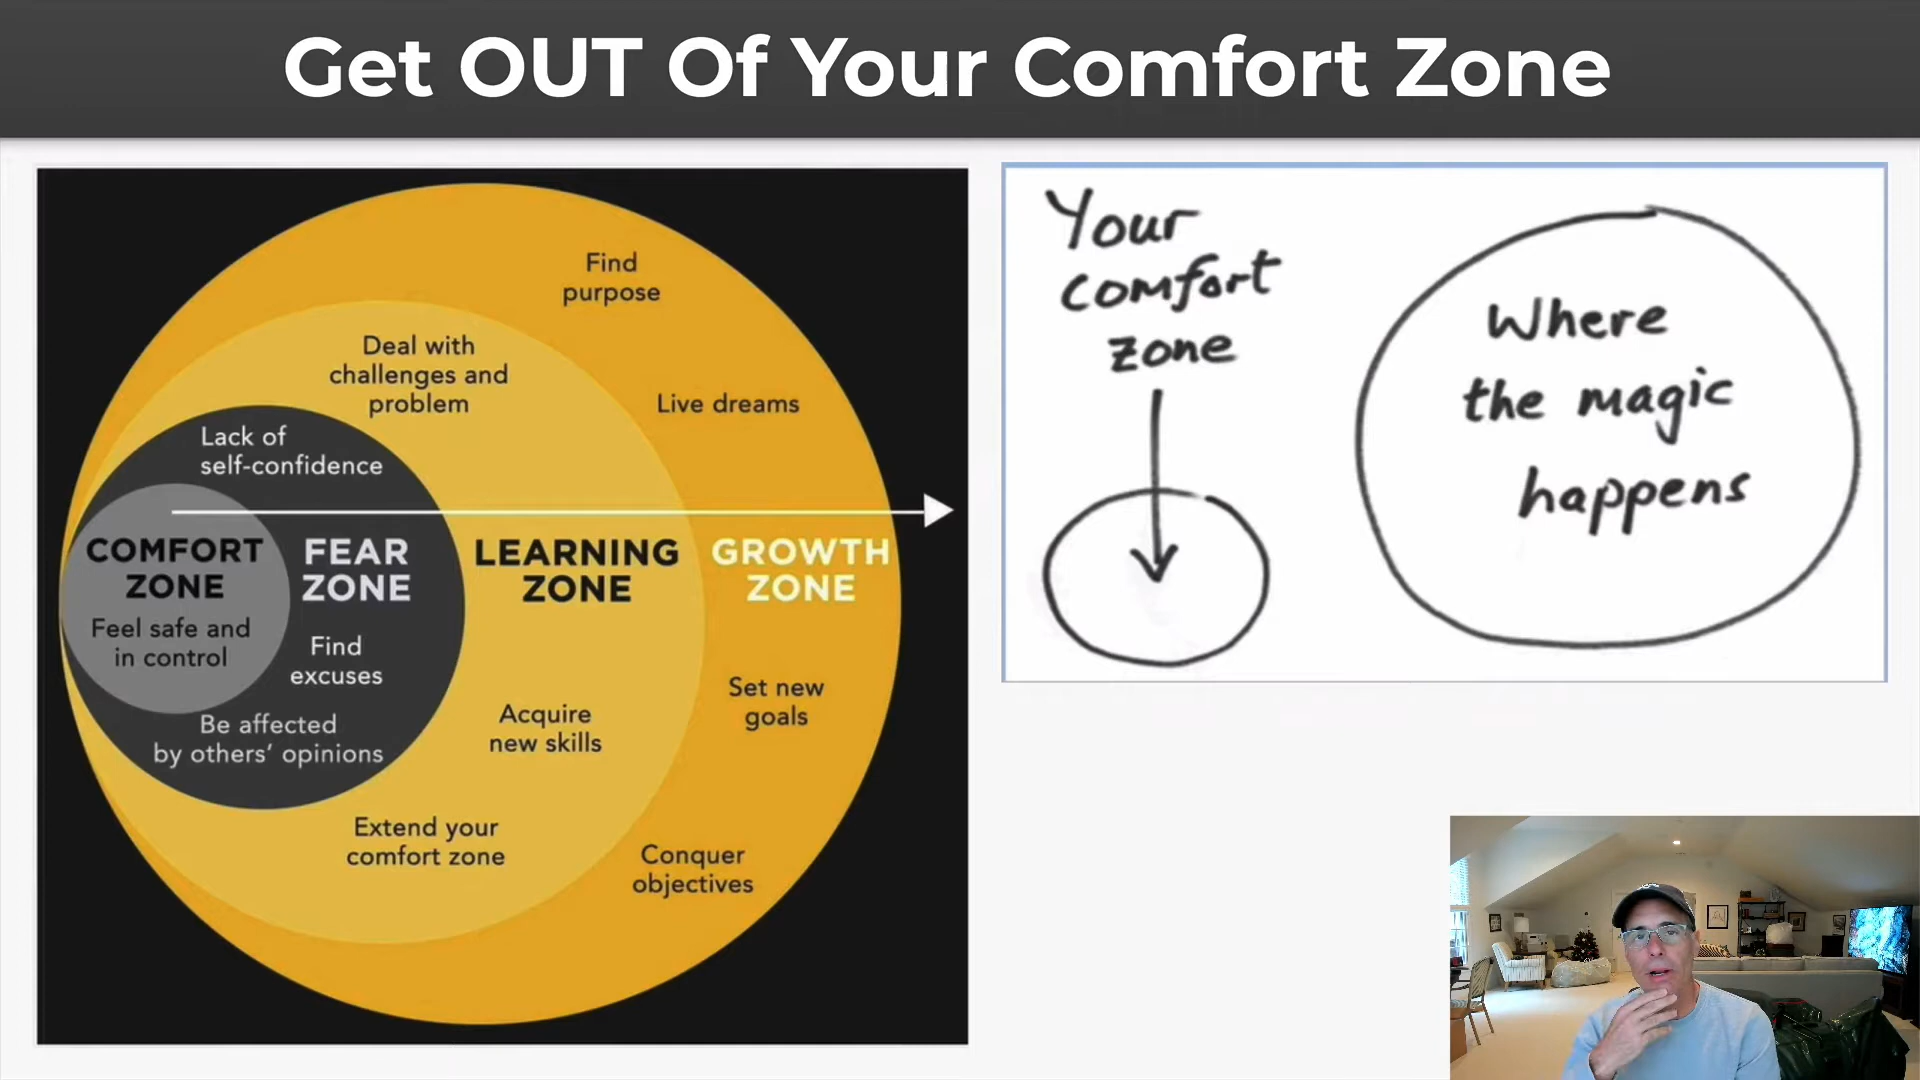 Get OUT Of Your Comfort Zone
Find
purpose
Deal with
challenges and
problem
Live dreams
Lack of
self-confidence
COMFORT
ZONE
Feel safe and
in control
FEAR
ZONE
Find
excuses
Be affected
by others’ opinions
LEARNING
ZONE
Acquire
new skills
Extend your
comfort zone
GROWTH
ZONE
Set new
goals
Conquer
objectives
Your
comfort
zone
Where
the magic
happens